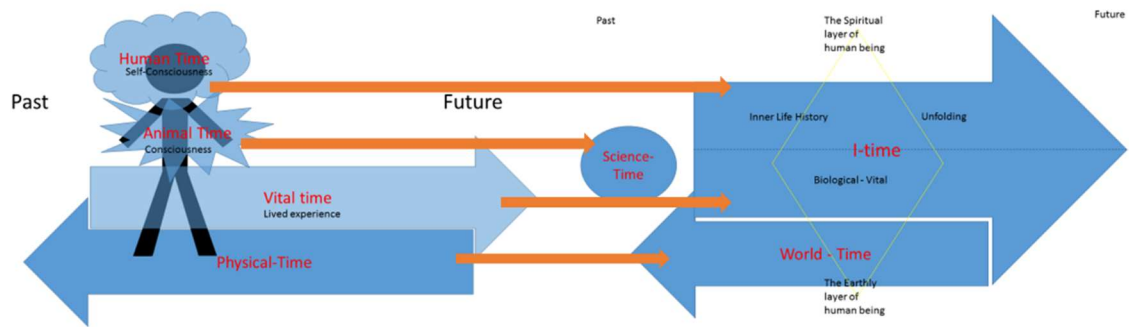 Past
Human Time
Self-Consciousness
Animal Time
Consciousness
Vital time
Lived experience
Physical-Time
Future
Science-
Time
Past
The Spiritual
layer of
human being
Future
Inner Life History
Unfolding
I-time
Biological - Vital
World - Time
The Earthly
layer of
human being